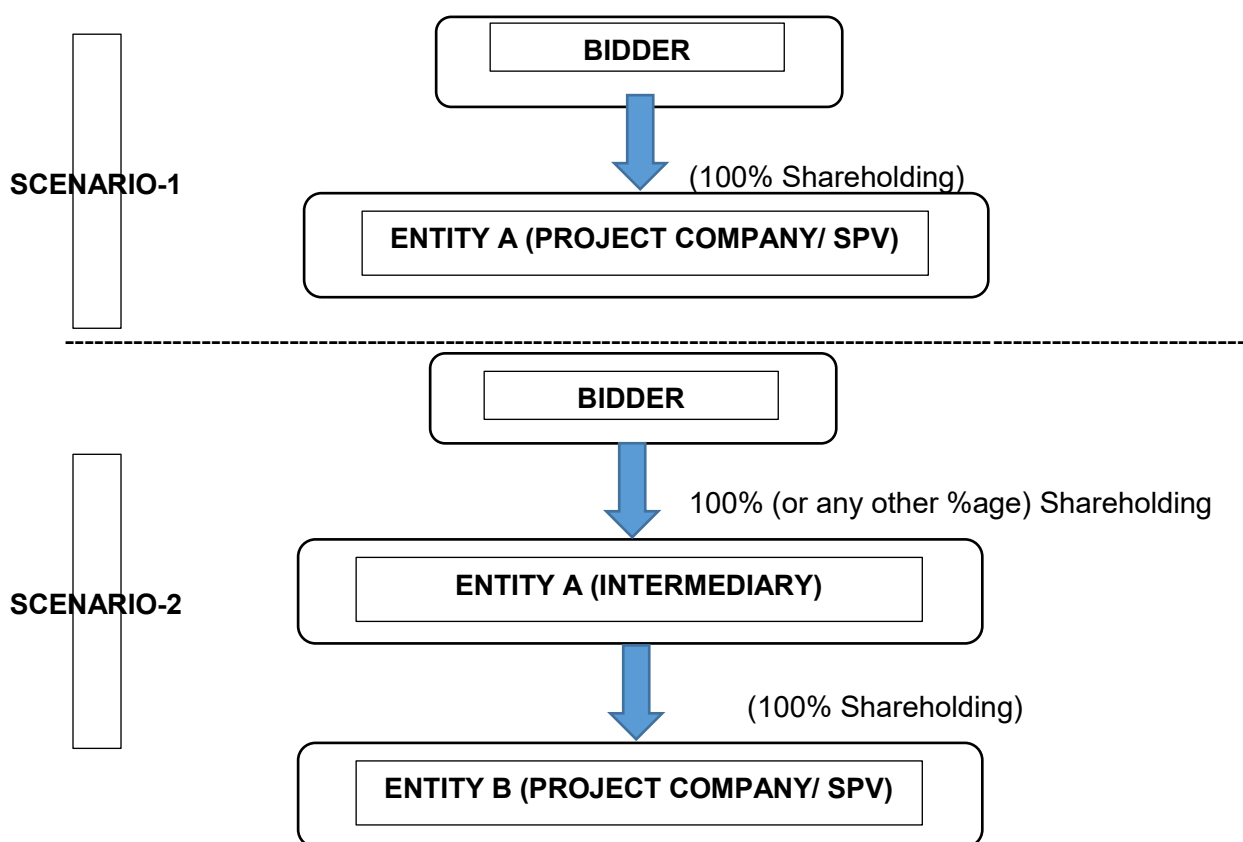 BIDDER
(100% Shareholding)
SCENARIO-1
ENTITY A (PROJECT COMPANY/ SPV)
BIDDER
100% (or any other %age) Shareholding
ENTITY A (INTERMEDIARY)
SCENARIO-2
(100% Shareholding)
ENTITY B (PROJECT COMPANY/ SPV)